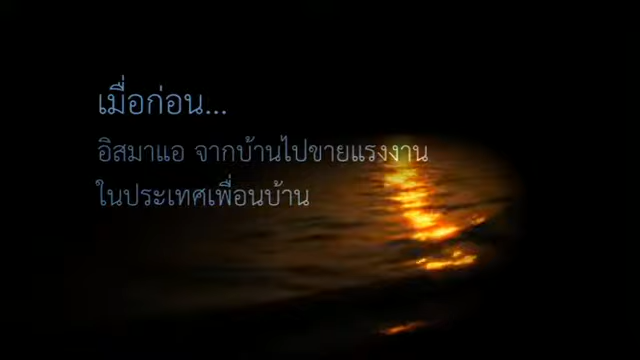 เมื่อก่อน...
อิสมาแอ จากบ้านไปขายแรงงาน
ในประเทศเพื่อนบ้าน